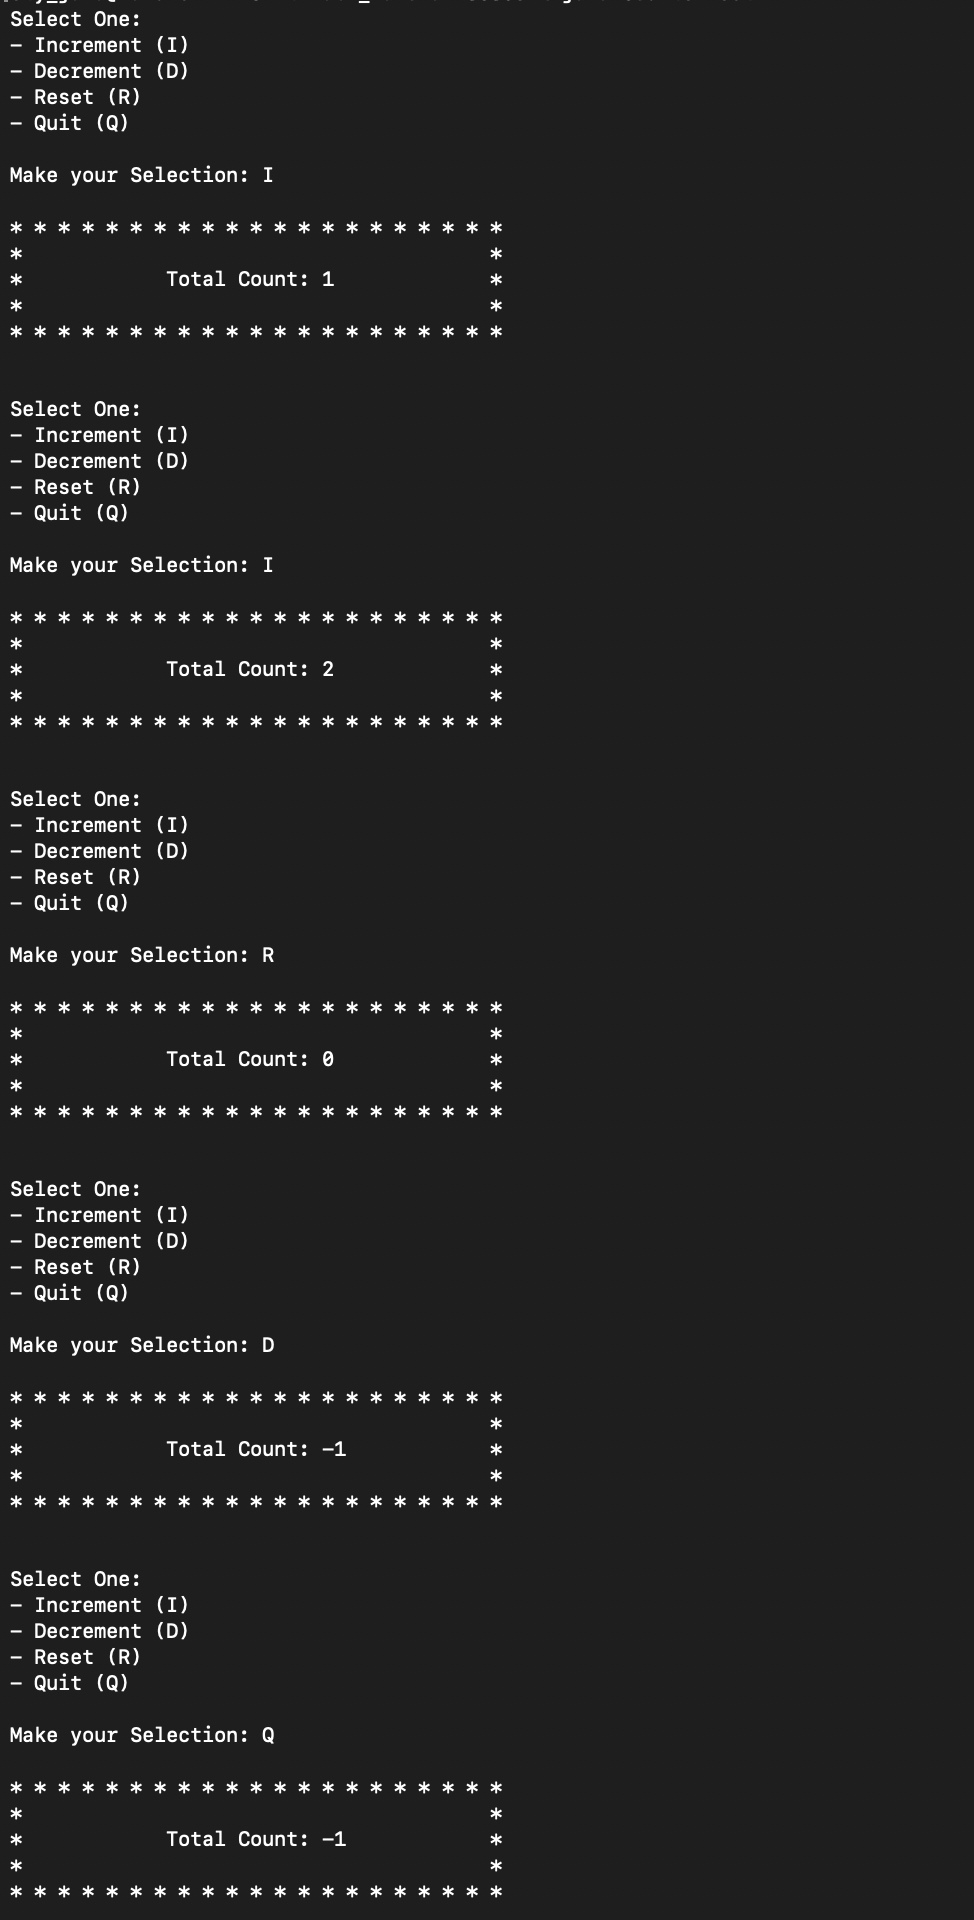 Select One:
– Increment (I)
– Decrement (D)
– Reset (R)
– Quit (Q)
Make your Selection: I
* * * * * * * * * * * * * * * * * * * * *
*                                       *
*            Total Count: 1             *
*                                       *
* * * * * * * * * * * * * * * * * * * * *
Select One:
– Increment (I)
– Decrement (D)
– Reset (R)
– Quit (Q)
Make your Selection: I
* * * * * * * * * * * * * * * * * * * * *
*                                       *
*            Total Count: 2             *
*                                       *
* * * * * * * * * * * * * * * * * * * * *
Select One:
– Increment (I)
– Decrement (D)
– Reset (R)
– Quit (Q)
Make your Selection: R
* * * * * * * * * * * * * * * * * * * * *
*                                       *
*            Total Count: 0             *
*                                       *
* * * * * * * * * * * * * * * * * * * * *
Select One:
– Increment (I)
– Decrement (D)
– Reset (R)
– Quit (Q)
Make your Selection: D
* * * * * * * * * * * * * * * * * * * * *
*                                       *
*            Total Count: –1            *
*                                       *
* * * * * * * * * * * * * * * * * * * * *
Select One:
– Increment (I)
– Decrement (D)
– Reset (R)
– Quit (Q)
Make your Selection: Q
* * * * * * * * * * * * * * * * * * * * *
*                                       *
*            Total Count: –1            *
*                                       *
* * * * * * * * * * * * * * * * * * * * *